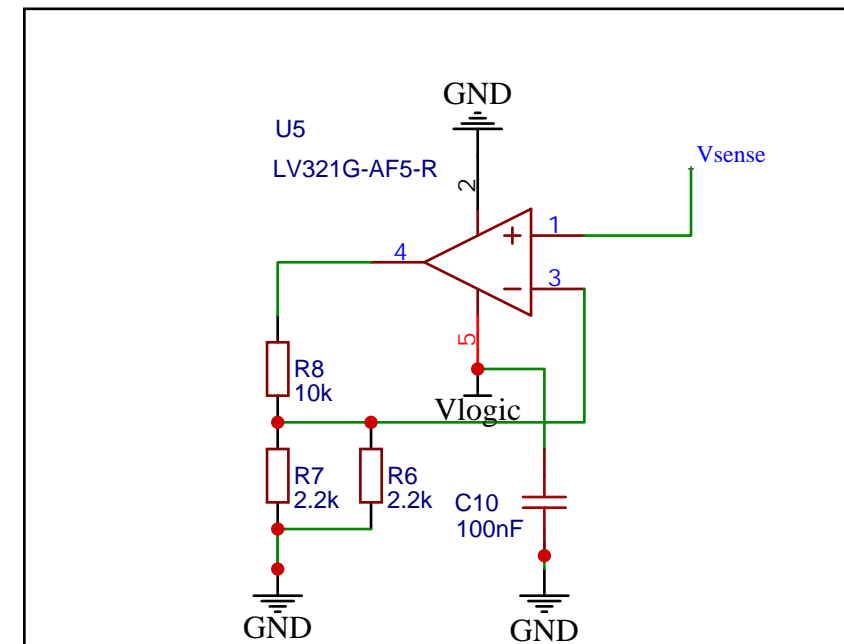 GND
U5
LV321G-AF5-R
Vsense
2
1
+
4
3
−
5
R8
10k
Vlogic
R7
2.2k
R6
2.2k
C10
100nF
GND
GND